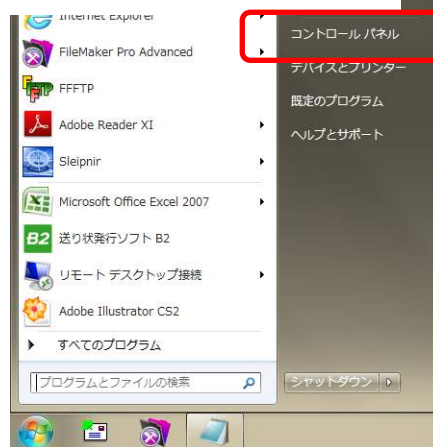 Internet Explorer
FileMaker Pro Advanced
FFFTP
Adobe Reader XI
Sleipnir
Microsoft Office Excel 2007
B2 送り状発行ソフト B2
リモート デスクトップ接続
Adobe Illustrator CS2
すべてのプログラム
プログラムとファイルの検索
コントロール パネル
デバイスとプリンター
既定のプログラム
ヘルプとサポート
シャットダウン